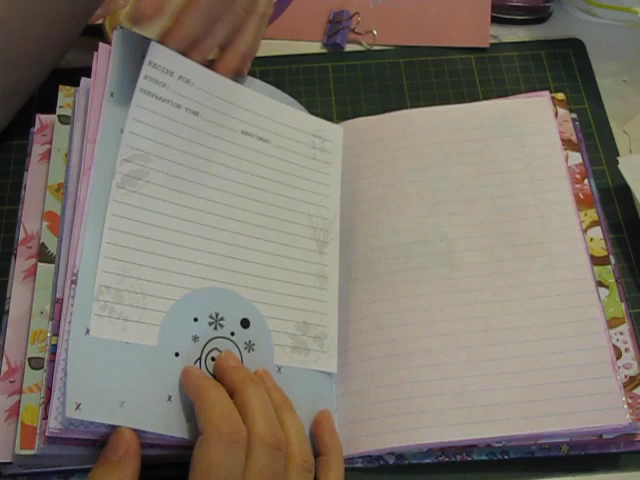 RECIPE FOR:
SOURCE:
PREPARATION TIME:
SERVINGS: